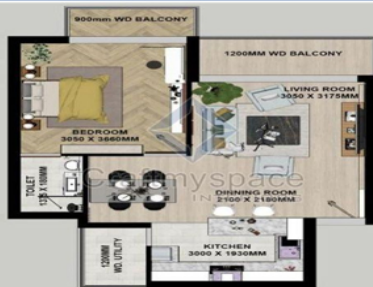 900mm WD BALCONY
1200MM WD BALCONY
LIVING ROOM
3050 X 3175MM
BEDROOM
3050 X 3660MM
TOILET
Craftmyspace
DINNING ROOM
2100 X 2180MM
1200MM
WD. UTILITY
KITCHEN
3000 X 1930MM